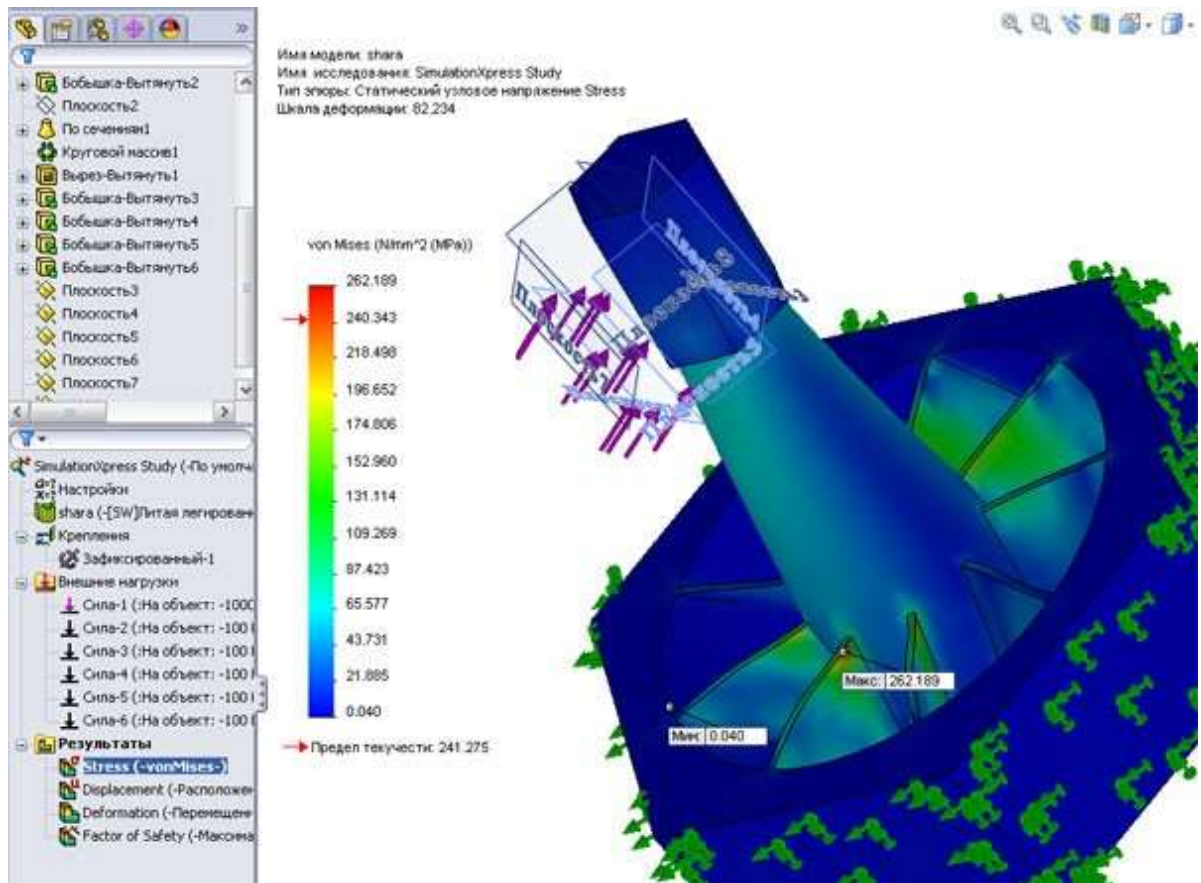 Имя модели: shara
Имя исследования: SimulationXpress Study
Тип эпюры: Статический узловое напряжение Stress
Шкала деформации: 82.234
Бобышка-Вытянуть2
Плоскость2
По сечениям1
Круговой массив1
Вырез-Вытянуть1
Бобышка-Вытянуть3
Бобышка-Вытянуть4
Бобышка-Вытянуть5
Бобышка-Вытянуть6
Плоскость3
Плоскость4
Плоскость5
Плоскость6
Плоскость7
SimulationXpress Study (-По умолч
Настройки
shara (-[SW]Литая легирован
Крепления
Зафиксированный-1
Внешние нагрузки
Сила-1 (:На объект: -1000
Сила-2 (:На объект: -100
Сила-3 (:На объект: -100
Сила-4 (:На объект: -100
Сила-5 (:На объект: -100
Сила-6 (:На объект: -100
Результаты
Stress (-vonMises-)
Displacement (-Расположен
Deformation (-Перемещени
Factor of Safety (-Максима
von Mises (N/mm^2 (MPa))
262.189
240.343
218.498
196.652
174.806
152.960
131.114
109.269
87.423
65.577
43.731
21.885
0.040
Предел текучести: 241.275
Макс: 262.189
Мин: 0.040